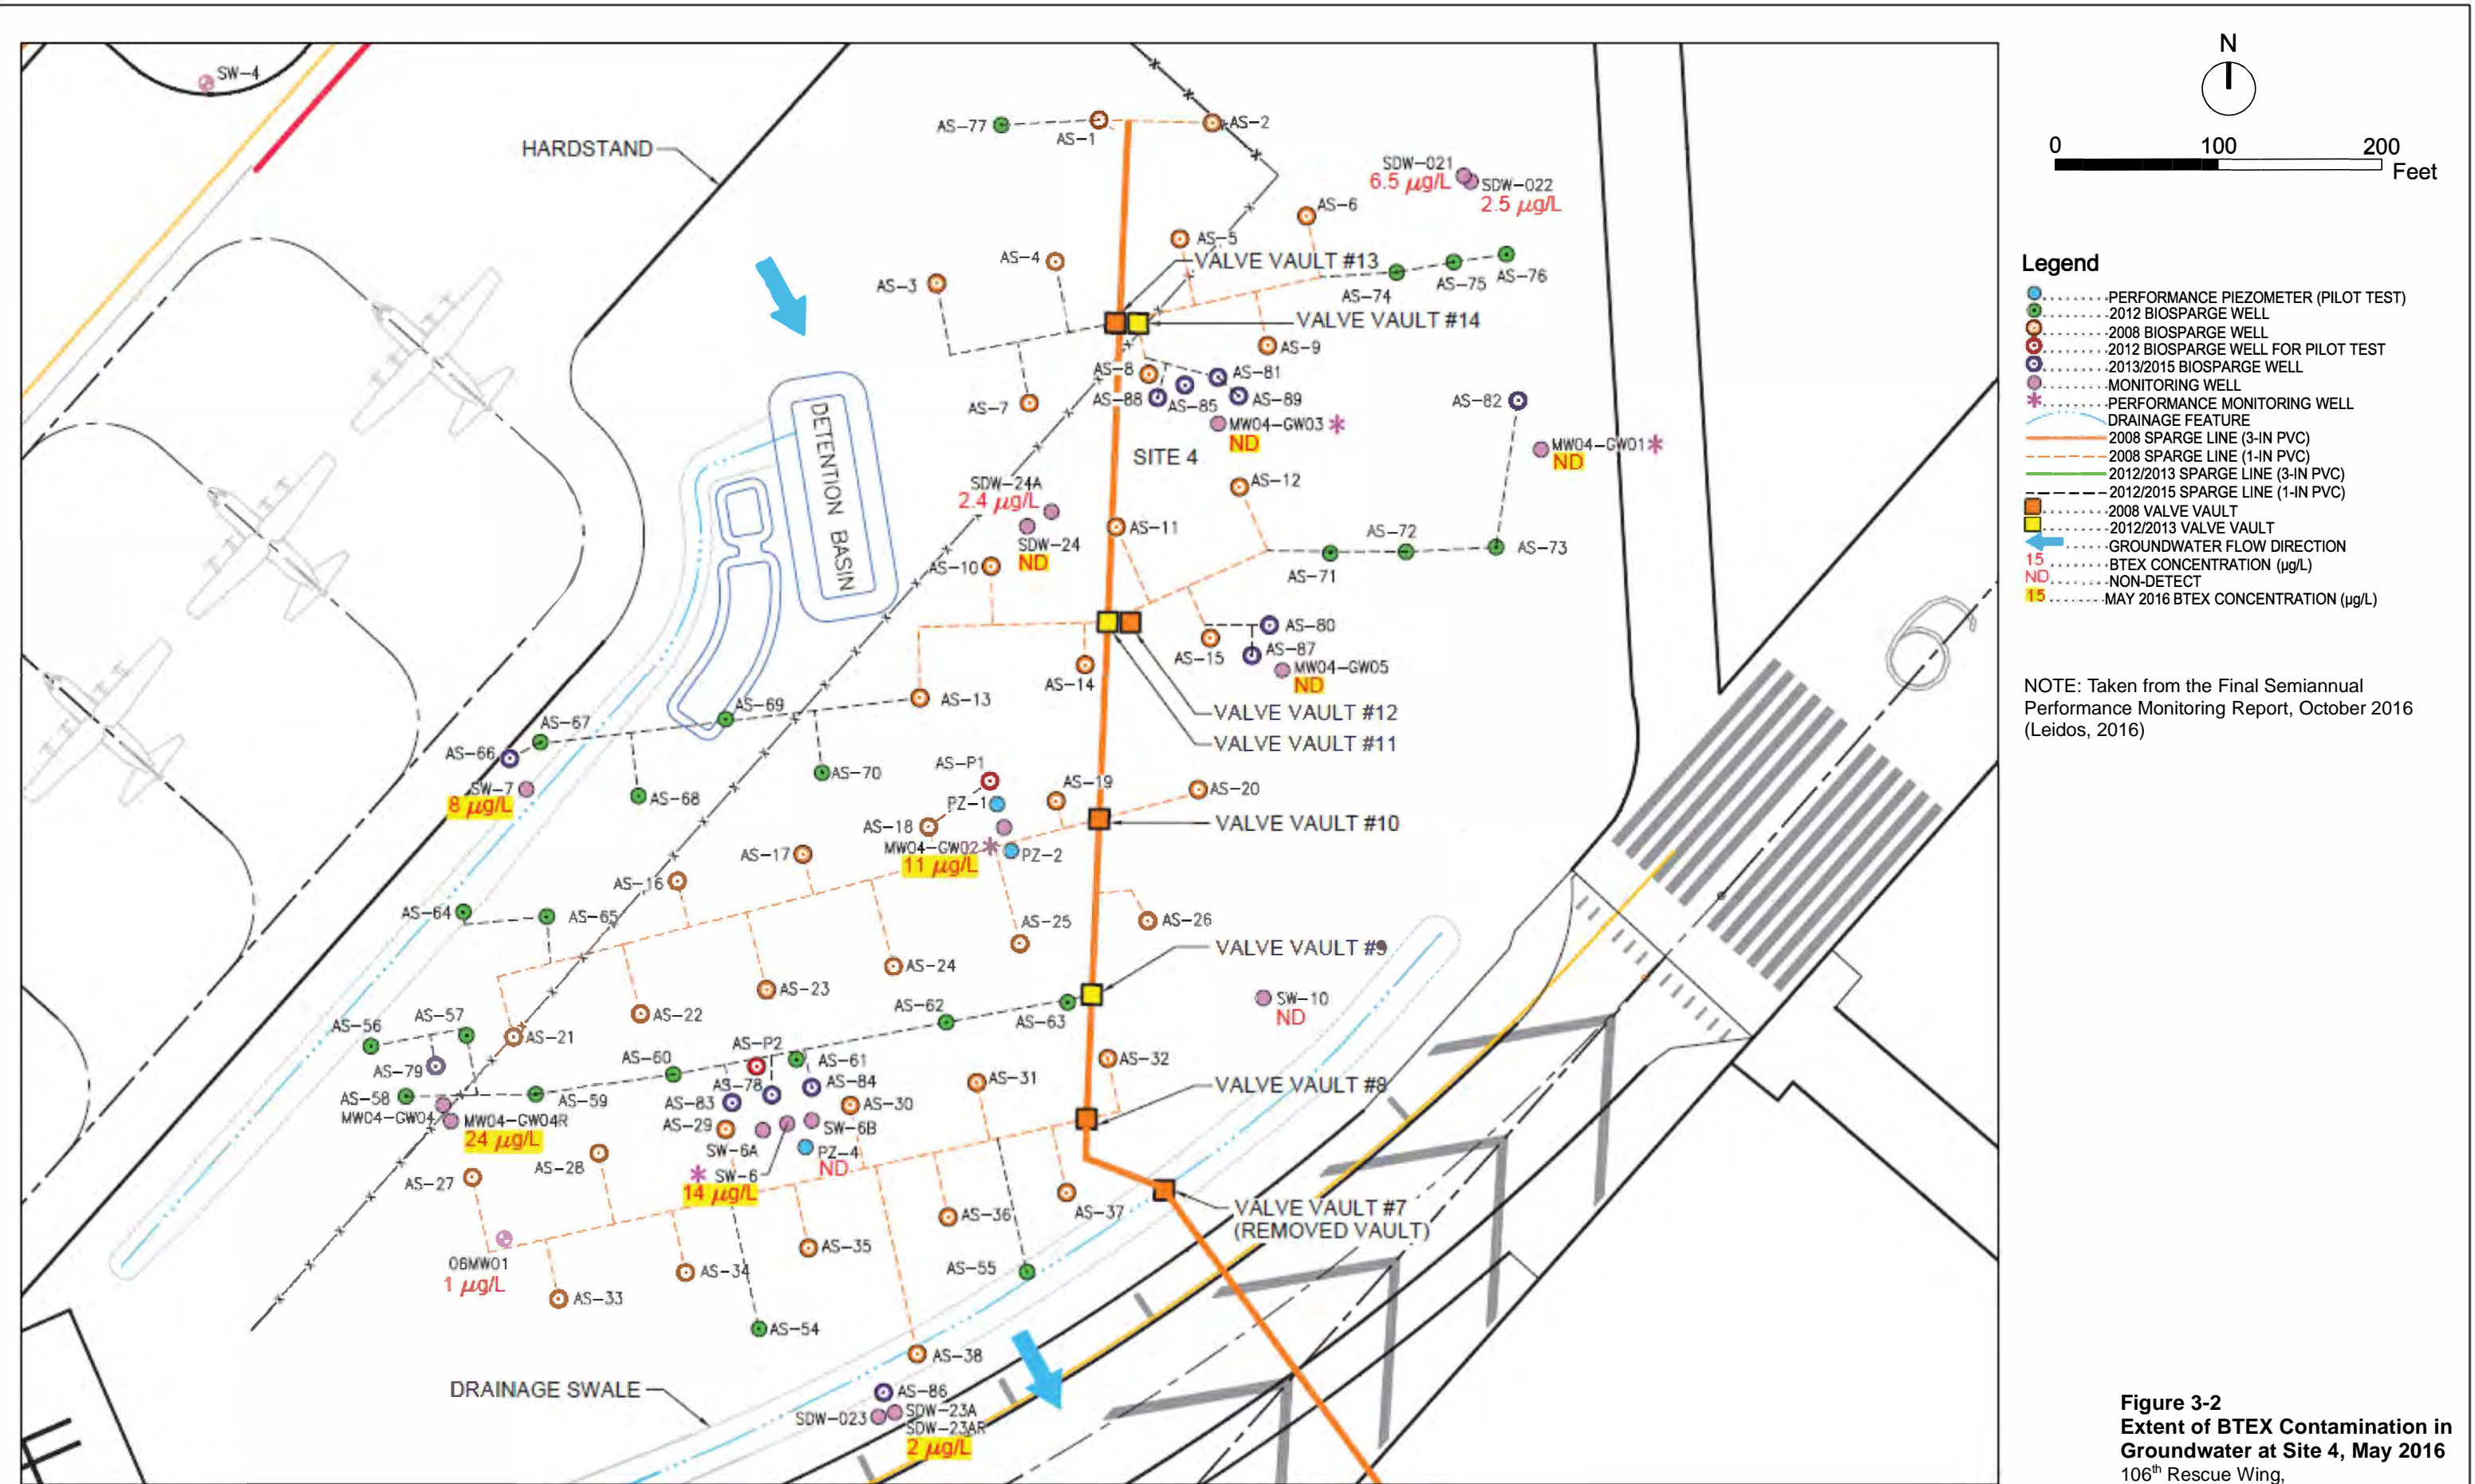 SW-4
HARDSTAND
AS-77
AS-1
AS-2
SDW-021
6.5 µg/L
SDW-022
2.5 µg/L
AS-6
AS-5
AS-4
AS-3
VALVE VAULT #13
AS-74
AS-75
AS-76
VALVE VAULT #14
AS-9
AS-8
AS-81
AS-7
AS-88
AS-85
AS-89
AS-82
MW04-GW03 *
ND
MW04-GW01 *
ND
SITE 4
DETENTION BASIN
SDW-24A
2.4 µg/L
AS-12
AS-11
SDW-24
ND
AS-10
AS-72
AS-73
AS-71
AS-80
AS-15
AS-87
MW04-GW05
ND
AS-14
AS-13
AS-69
AS-67
AS-66
VALVE VAULT #12
VALVE VAULT #11
AS-70
AS-P1
AS-19
AS-20
SW-7
8 µg/L
AS-68
PZ-1
AS-18
VALVE VAULT #10
MW04-GW02 *
11 µg/L
PZ-2
AS-17
AS-16
AS-64
AS-65
AS-25
AS-26
VALVE VAULT #9
AS-24
AS-23
AS-22
AS-62
AS-63
SW-10
ND
AS-57
AS-56
AS-21
AS-P2
AS-60
AS-61
AS-32
AS-79
AS-78
AS-84
AS-31
VALVE VAULT #8
AS-58
AS-59
AS-83
AS-30
MW04-GW04
MW04-GW04R
24 µg/L
AS-29
SW-6B
SW-6A
PZ-4
ND
AS-28
AS-27
* SW-6
14 µg/L
AS-36
AS-37
VALVE VAULT #7
(REMOVED VAULT)
AS-35
06MW01
1 µg/L
AS-34
AS-55
AS-33
AS-54
AS-38
DRAINAGE SWALE
AS-86
SDW-023
SDW-23A
SDW-23AR
2 µg/L
N
0 100 200
Feet
Legend
PERFORMANCE PIEZOMETER (PILOT TEST)
2012 BIOSPARGE WELL
2008 BIOSPARGE WELL
2012 BIOSPARGE WELL FOR PILOT TEST
2013/2015 BIOSPARGE WELL
MONITORING WELL
* PERFORMANCE MONITORING WELL
DRAINAGE FEATURE
2008 SPARGE LINE (3-IN PVC)
2008 SPARGE LINE (1-IN PVC)
2012/2013 SPARGE LINE (3-IN PVC)
2012/2015 SPARGE LINE (1-IN PVC)
2008 VALVE VAULT
2012/2013 VALVE VAULT
GROUNDWATER FLOW DIRECTION
15 BTEX CONCENTRATION (µg/L)
ND NON-DETECT
15 MAY 2016 BTEX CONCENTRATION (µg/L)
NOTE: Taken from the Final Semiannual
Performance Monitoring Report, October 2016
(Leidos, 2016)
Figure 3-2
Extent of BTEX Contamination in
Groundwater at Site 4, May 2016
106th Rescue Wing,